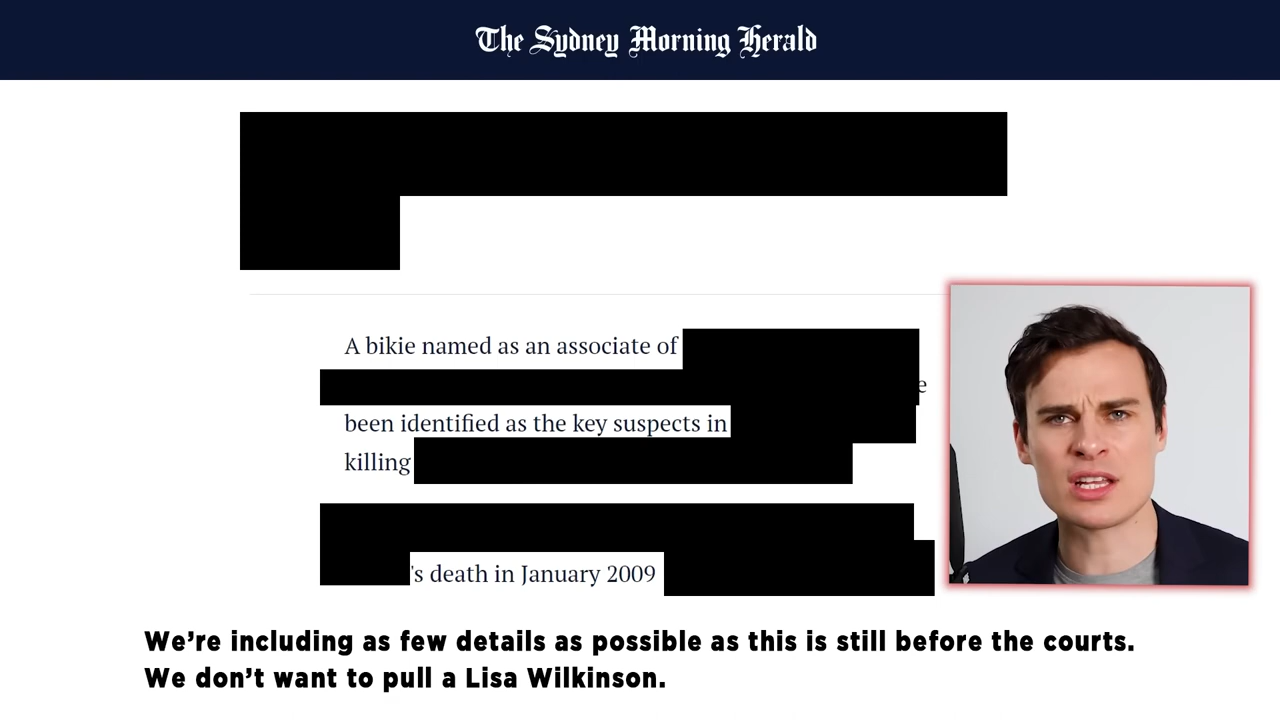 The Sydney Morning Herald
A bikie named as an associate of
e
been identified as the key suspects in
killing
's death in January 2009
We're including as few details as possible as this is still before the courts.
We don't want to pull a Lisa Wilkinson.